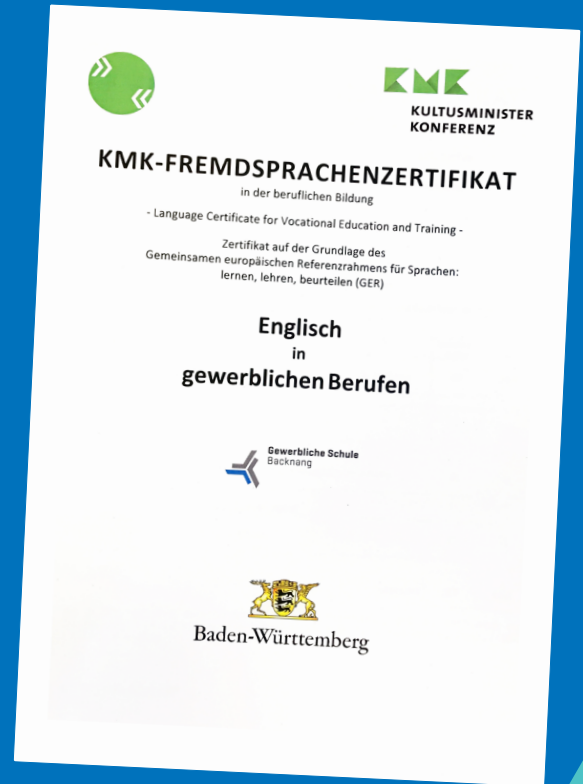 KMK
KULTUSMINISTER
KONFERENZ
KMK-FREMDSPRACHENZERTIFIKAT
in der beruflichen Bildung
- Language Certificate for Vocational Education and Training -
Zertifikat auf der Grundlage des
Gemeinsamen europäischen Referenzrahmens für Sprachen:
lernen, lehren, beurteilen (GER)
Englisch
in
gewerblichen Berufen
Gewerbliche Schule
Backnang
Baden-Württemberg